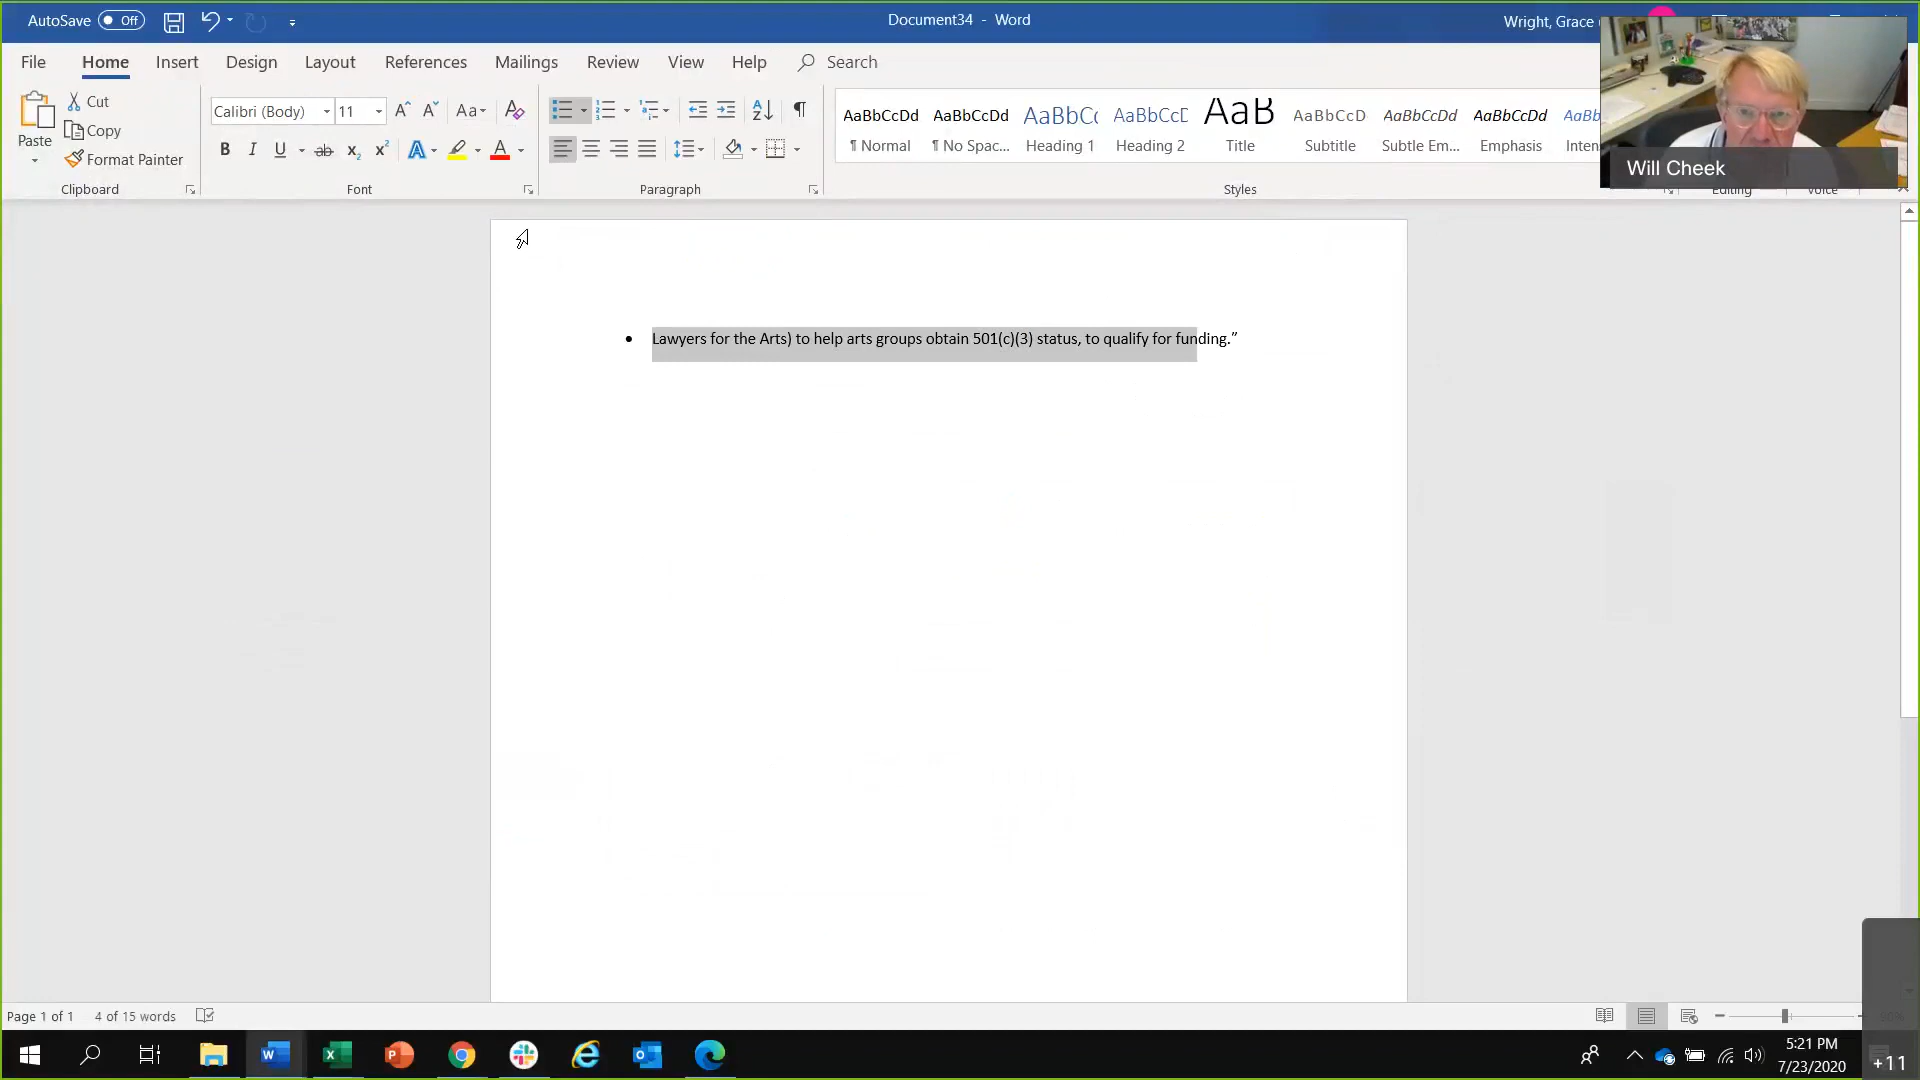 AutoSave Off Document34 - Word Wright, Grace
File Home Insert Design Layout References Mailings Review View Help Search
Paste Cut Copy Format Painter
Calibri (Body) 11
AaBbCcDd AaBbCcDd AaBbCc AaBbCcD AaB AaBbCcD AaBbCcDd AaBbCcDd AaBb
¶ Normal ¶ No Spac... Heading 1 Heading 2 Title Subtitle Subtle Em... Emphasis Inten
Clipboard Font Paragraph Styles Editing Voice
Will Cheek
• Lawyers for the Arts) to help arts groups obtain 501(c)(3) status, to qualify for funding.”
Page 1 of 1 4 of 15 words
5:21 PM
7/23/2020
+11